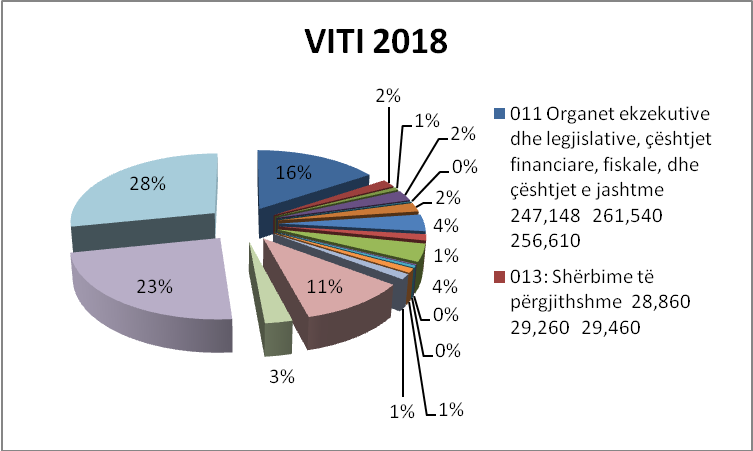 VITI 2018
2%
1%
2%
0%
2%
4%
1%
4%
0%
0%
1%
1%
3%
11%
16%
28%
23%
011 Organet ekzekutive
dhe legjislative, çështjet
financiare, fiskale, dhe
çështjet e jashtme
247,148 261,540
256,610
013: Shërbime të
përgjithshme 28,860
29,260 29,460